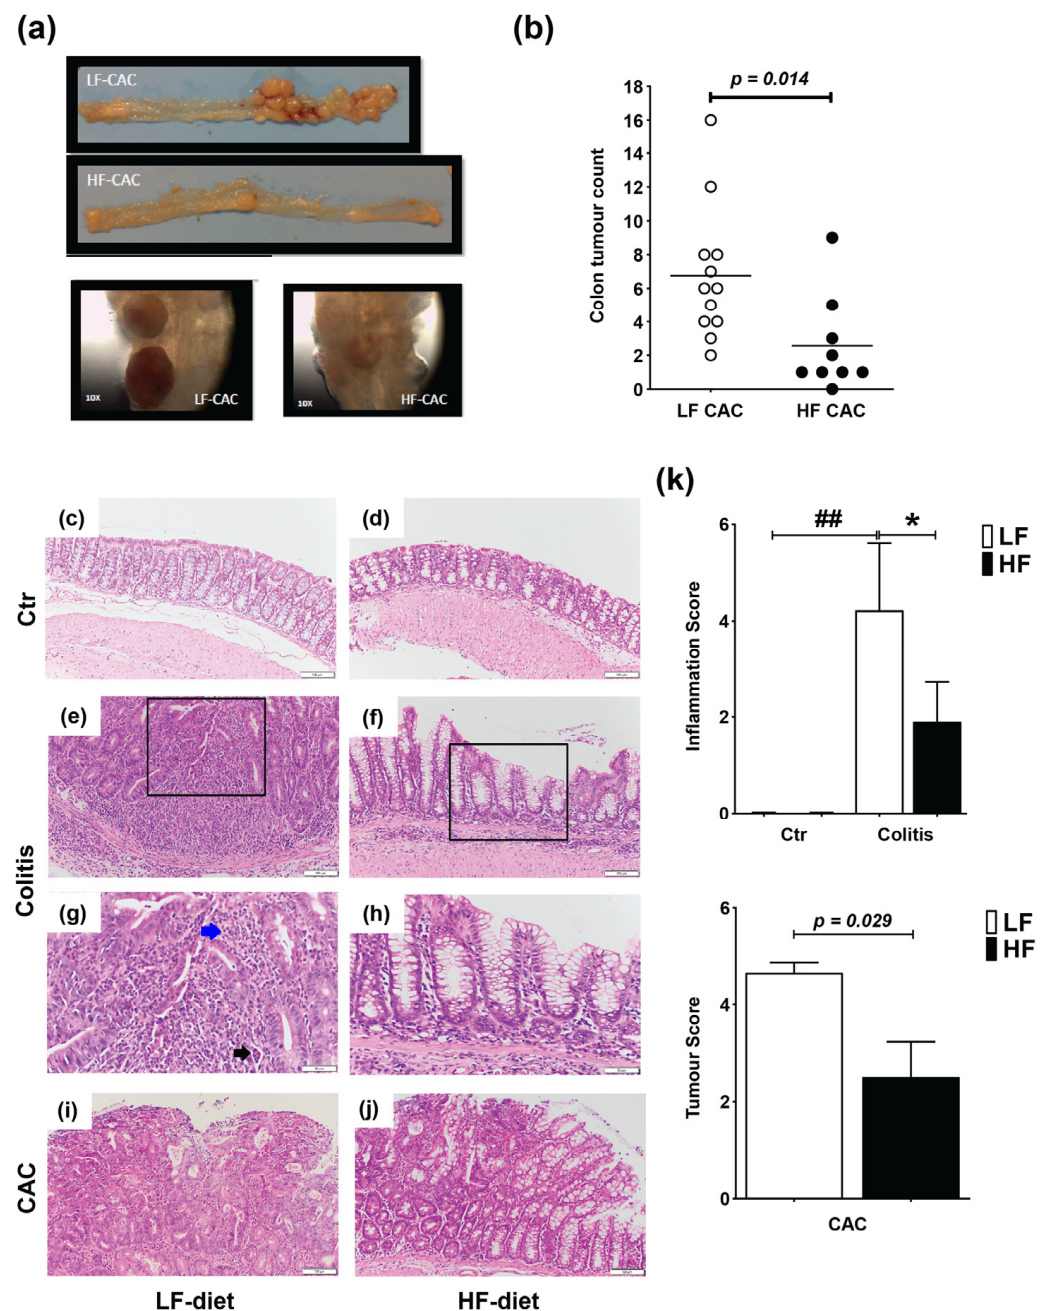 (a)
LF-CAC
HF-CAC
10X
LF-CAC
10X
HF-CAC
(b)
p = 0.014
Colon tumour count
18
16
14
12
10
8
6
4
2
0
LF CAC
HF CAC
(c)
(d)
Ctr
(e)
(f)
Colitis
(g)
(h)
(i)
(j)
CAC
LF-diet
HF-diet
(k)
##
*
LF
HF
Inflammation Score
6
4
2
0
Ctr
Colitis
p = 0.029
LF
HF
Tumour Score
6
4
2
0
CAC